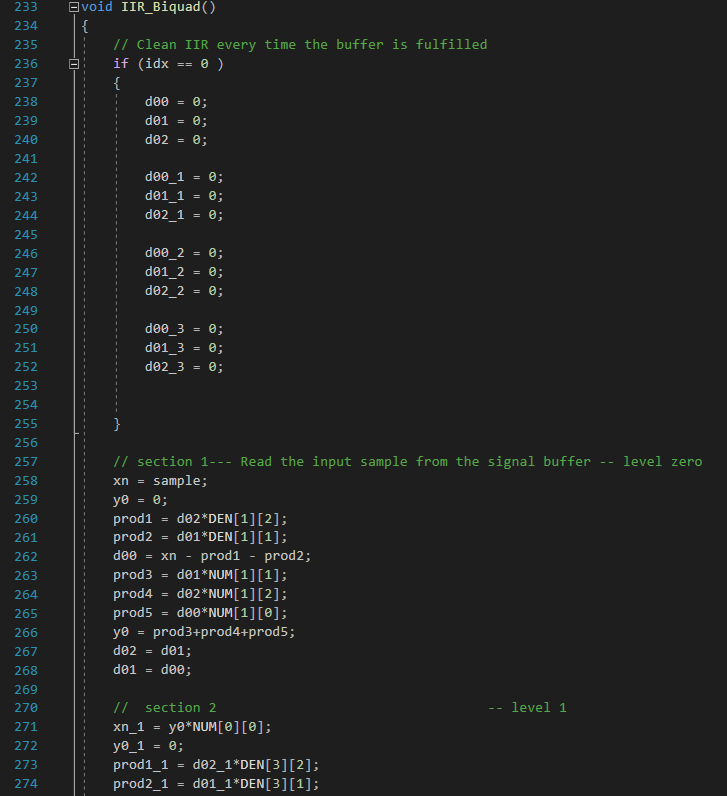 233 void IIR_Biquad()
234 {
235 // Clean IIR every time the buffer is fulfilled
236 if (idx == 0 )
237 {
238 d00 = 0;
239 d01 = 0;
240 d02 = 0;
241
242 d00_1 = 0;
243 d01_1 = 0;
244 d02_1 = 0;
245
246 d00_2 = 0;
247 d01_2 = 0;
248 d02_2 = 0;
249
250 d00_3 = 0;
251 d01_3 = 0;
252 d02_3 = 0;
253
254
255 }
256
257 // section 1--- Read the input sample from the signal buffer -- level zero
258 xn = sample;
259 y0 = 0;
260 prod1 = d02*DEN[1][2];
261 prod2 = d01*DEN[1][1];
262 d00 = xn - prod1 - prod2;
263 prod3 = d01*NUM[1][1];
264 prod4 = d02*NUM[1][2];
265 prod5 = d00*NUM[1][0];
266 y0 = prod3+prod4+prod5;
267 d02 = d01;
268 d01 = d00;
269
270 // section 2 -- level 1
271 xn_1 = y0*NUM[0][0];
272 y0_1 = 0;
273 prod1_1 = d02_1*DEN[3][2];
274 prod2_1 = d01_1*DEN[3][1];